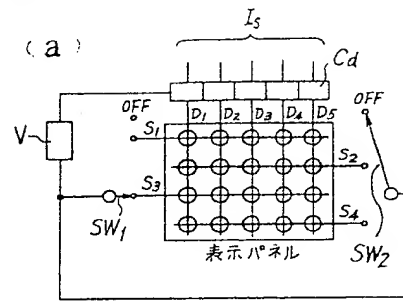 (a)
Is
Cd
OFF
D1 D2 D3 D4 D5
OFF
V
S1
S2
S3
S4
SW1
SW2
表示パネル